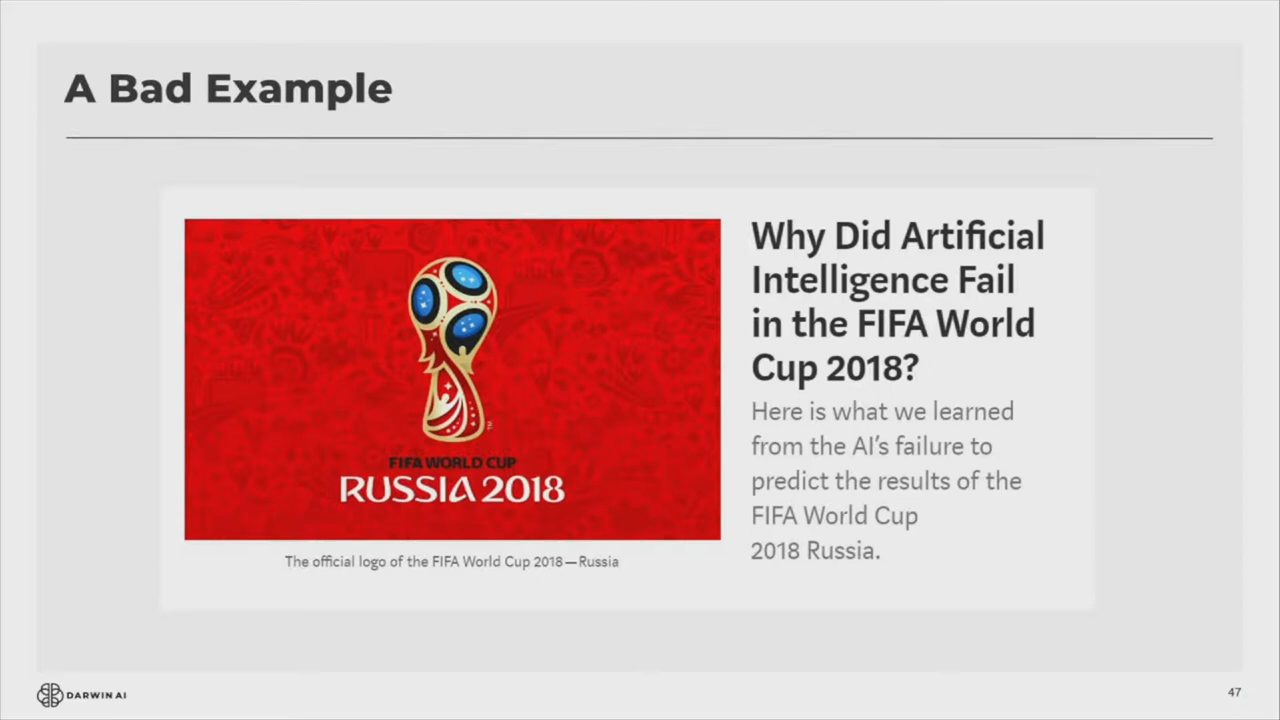 A Bad Example
FIFA WORLD CUP
RUSSIA 2018
The official logo of the FIFA World Cup 2018 — Russia
Why Did Artificial
Intelligence Fail
in the FIFA World
Cup 2018?
Here is what we learned
from the AI’s failure to
predict the results of the
FIFA World Cup
2018 Russia.
DARWIN AI
47